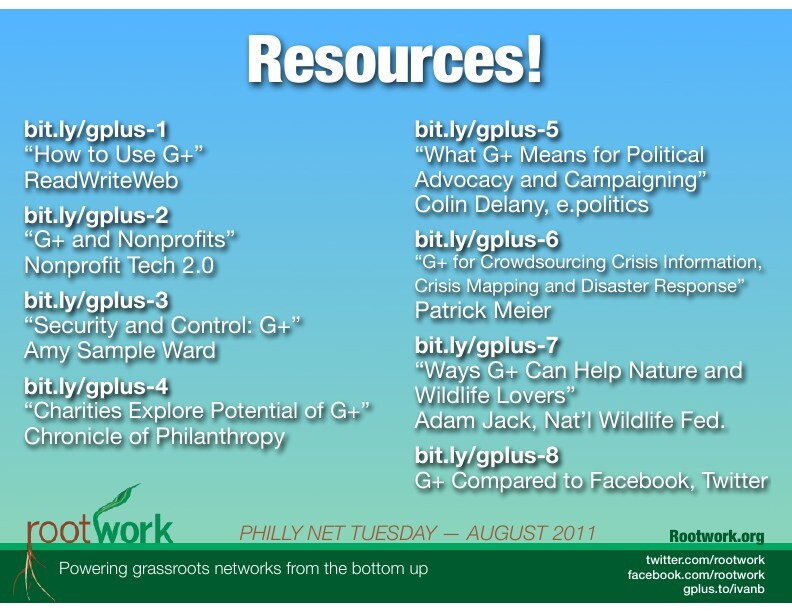 Resources!
bit.ly/gplus-1
“How to Use G+”
ReadWriteWeb
bit.ly/gplus-2
“G+ and Nonprofits”
Nonprofit Tech 2.0
bit.ly/gplus-3
“Security and Control: G+”
Amy Sample Ward
bit.ly/gplus-4
“Charities Explore Potential of G+”
Chronicle of Philanthropy
bit.ly/gplus-5
“What G+ Means for Political
Advocacy and Campaigning”
Colin Delany, e.politics
bit.ly/gplus-6
“G+ for Crowdsourcing Crisis Information,
Crisis Mapping and Disaster Response”
Patrick Meier
bit.ly/gplus-7
“Ways G+ Can Help Nature and
Wildlife Lovers”
Adam Jack, Nat’l Wildlife Fed.
bit.ly/gplus-8
G+ Compared to Facebook, Twitter
rootwork
PHILLY NET TUESDAY — AUGUST 2011
Rootwork.org
Powering grassroots networks from the bottom up
twitter.com/rootwork
facebook.com/rootwork
gplus.to/ivanb